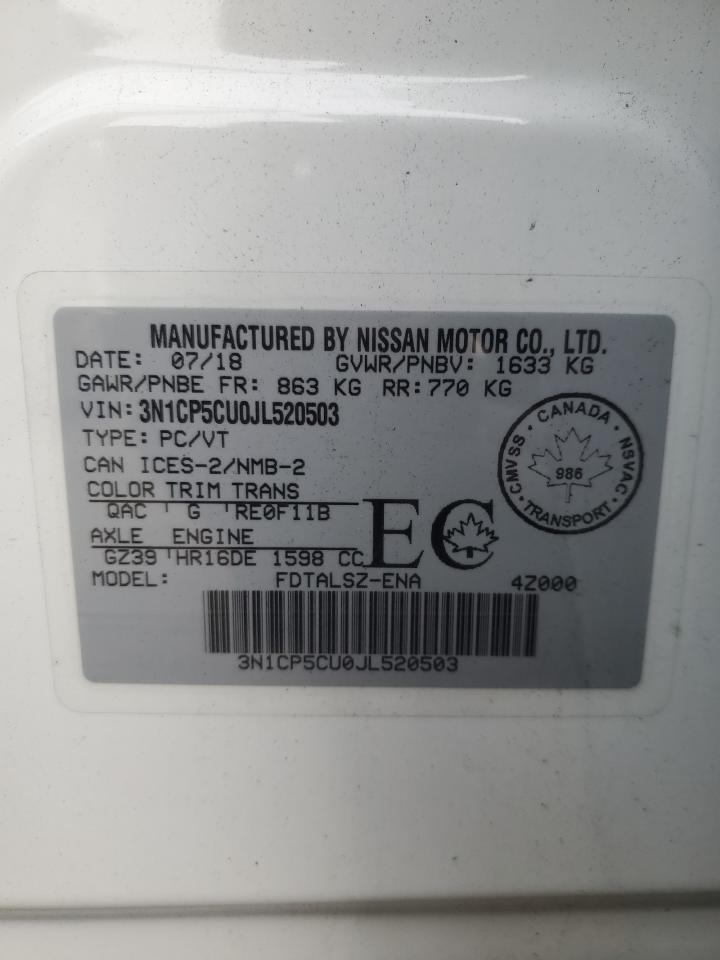 MANUFACTURED BY NISSAN MOTOR CO., LTD.
DATE: 07/18 GVWR/PNBV: 1633 KG
GAWR/PNBE FR: 863 KG RR:770 KG
VIN: 3N1CP5CU0JL520503
TYPE: PC/VT
CAN ICES-2/NMB-2
COLOR TRIM TRANS
QAC G RE0F11B
AXLE ENGINE
GZ39 HR16DE 1598 CC
EC
CANADA
CMVSS NSVAC
986
TRANSPORT
MODEL: FDTALSZ-ENA 4Z000
3N1CP5CU0JL520503